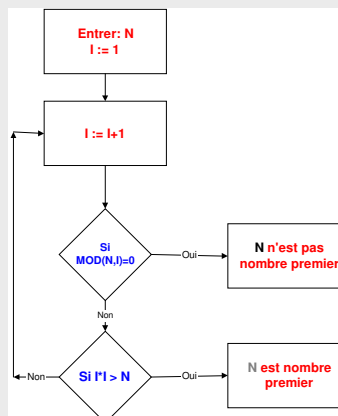 Entrer: N
I := 1
I := I+1
Si
MOD(N,I)=0
Oui
N n'est pas
nombre premier
Non
Si I*I > N
Non
Oui
N est nombre
premier